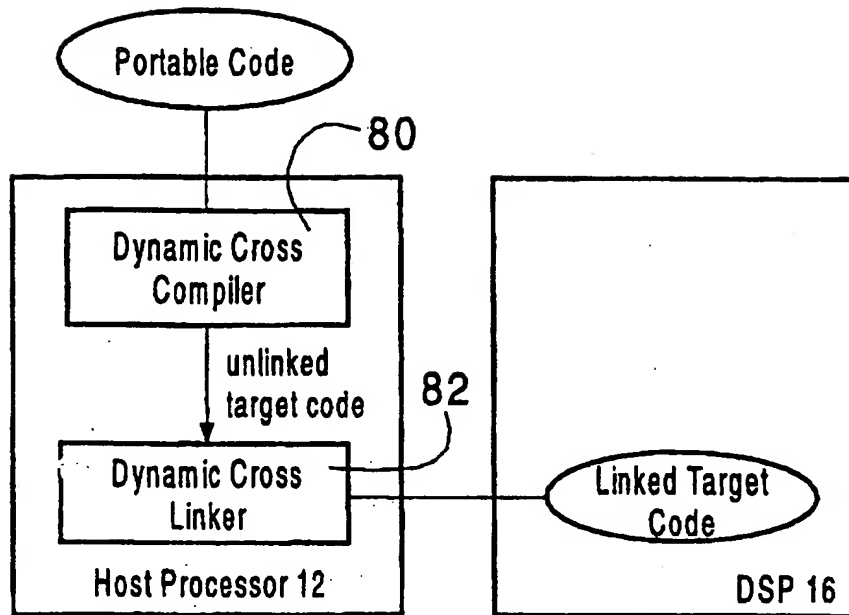 Portable Code
80
Dynamic Cross
Compiler
unlinked
target code
82
Dynamic Cross
Linker
Linked Target
Code
Host Processor 12
DSP 16